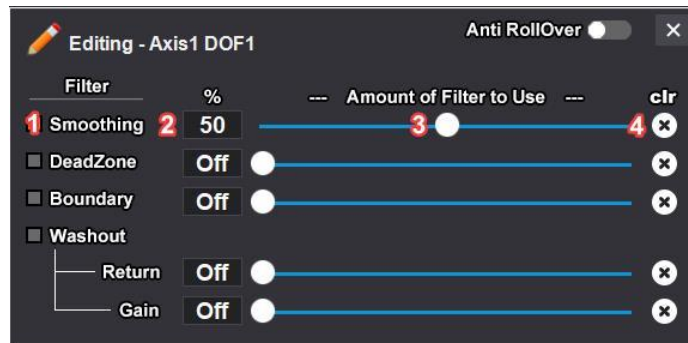 Editing - Axis1 DOF1
Anti RollOver
Filter
%
--- Amount of Filter to Use ---
clr
1 Smoothing 2 50 3 4
DeadZone Off
Boundary Off
Washout
Return Off
Gain Off